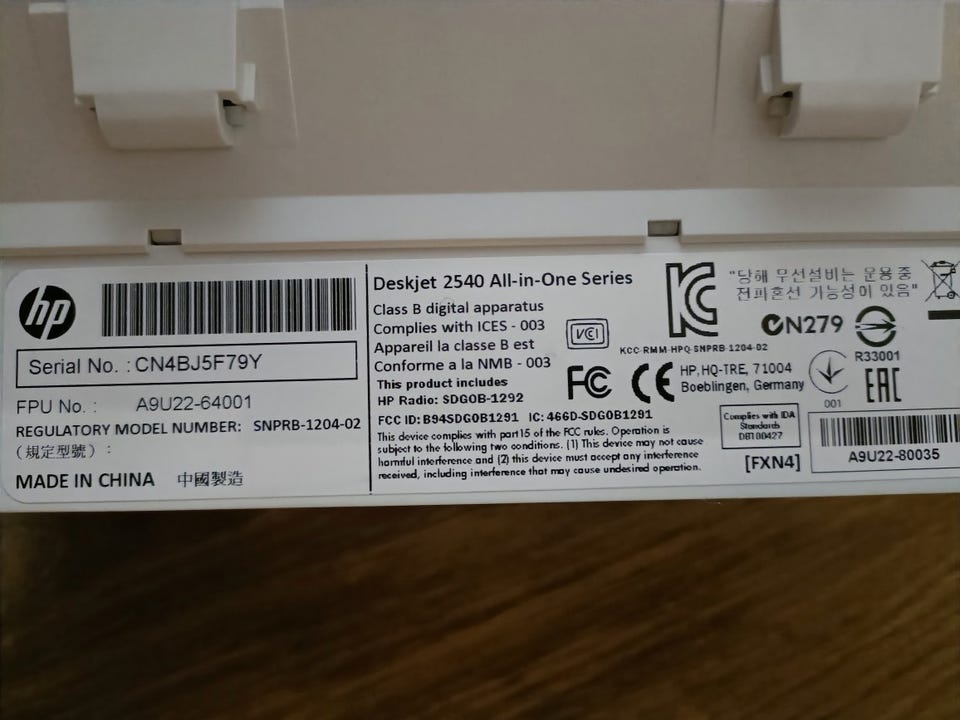 hp
Serial No. : CN4BJ5F79Y
FPU No. : A9U22-64001
REGULATORY MODEL NUMBER: SNPRB-1204-02
(規定型號) :
MADE IN CHINA 中國製造
Deskjet 2540 All-in-One Series
Class B digital apparatus
Complies with ICES - 003
Appareil la classe B est
Conforme a la NMB - 003
This product includes
HP Radio: SDGOB-1292
FCC ID: B94SDGOB1291 IC: 466D-SDGOB1291
This device complies with part15 of the FCC rules. Operation is
subject to the following two conditions. (1) This device may not cause
harmful interference and (2) this device must accept any interference
received, including interference that may cause undesired operation.
VCI
FC
CE
KC
KCC-RMM-HPQ-SNPRB-1204-02
"당해 무선설비는 운용 중
전파혼선 가능성이 있음"
N279
HP, HQ-TRE, 71004
Boeblingen, Germany
R33001
001
EAC
Complies with IDA
Standards
DB100427
[FXN4]
A9U22-80035